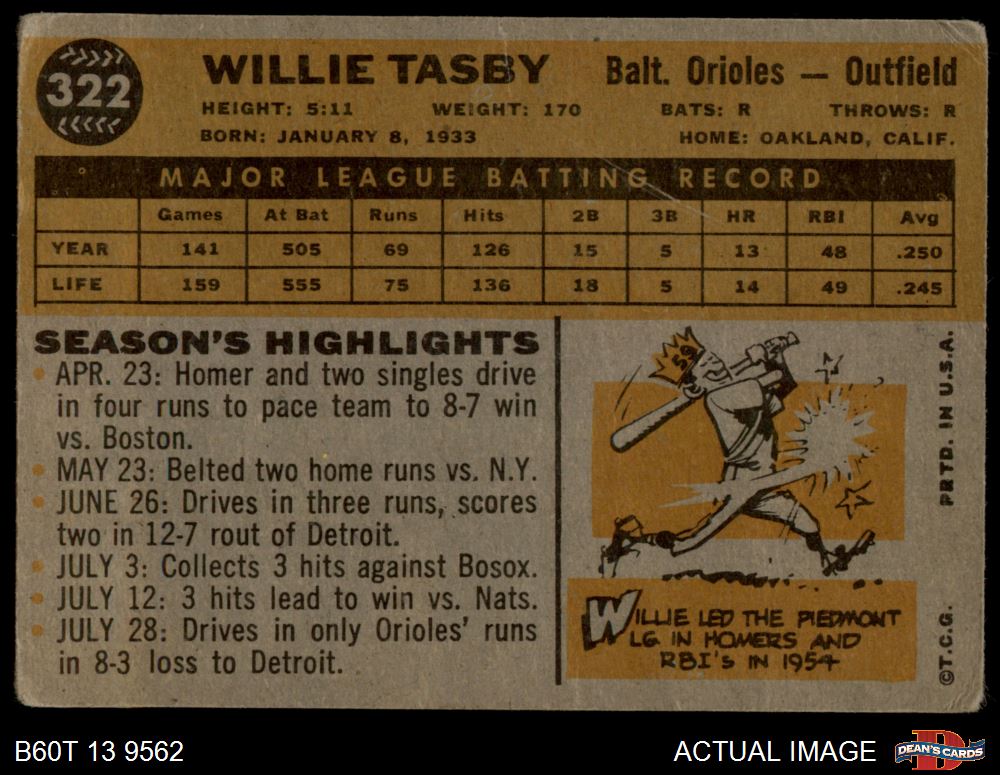 322
WILLIE TASBY Balt. Orioles — Outfield
HEIGHT: 5:11 WEIGHT: 170 BATS: R THROWS: R
BORN: JANUARY 8, 1933 HOME: OAKLAND, CALIF.
MAJOR LEAGUE BATTING RECORD
Games At Bat Runs Hits 2B 3B HR RBI Avg
YEAR 141 505 69 126 15 5 13 48 .250
LIFE 159 555 75 136 18 5 14 49 .245
SEASON'S HIGHLIGHTS
APR. 23: Homer and two singles drive
in four runs to pace team to 8-7 win
vs. Boston.
MAY 23: Belted two home runs vs. N.Y.
JUNE 26: Drives in three runs, scores
two in 12-7 rout of Detroit.
JULY 3: Collects 3 hits against Bosox.
JULY 12: 3 hits lead to win vs. Nats.
JULY 28: Drives in only Orioles' runs
in 8-3 loss to Detroit.
WILLIE LED THE PIEDMONT
LG IN HOMERS AND
RBI'S IN 1954
©T.C.G. PRTD. IN U.S.A.
B60T 13 9562 ACTUAL IMAGE DEAN'S CARDS